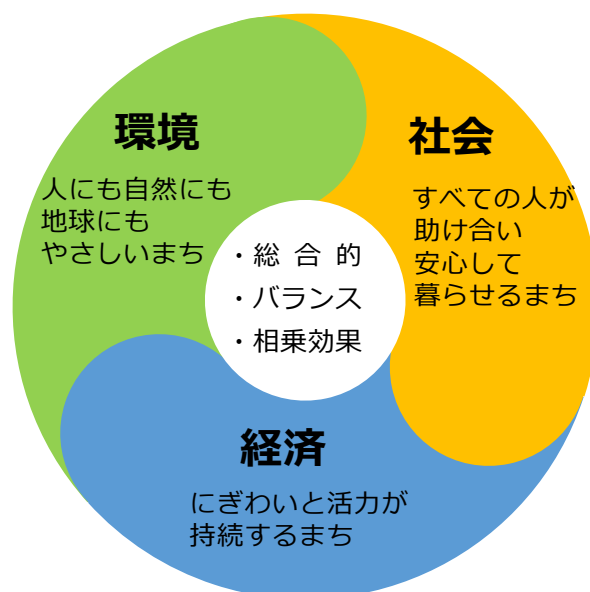 環境
人にも自然にも
地球にも
やさしいまち
社会
すべての人が
助け合い
安心して
暮らせるまち
・総 合 的
・バランス
・相乗効果
経済
にぎわいと活力が
持続するまち